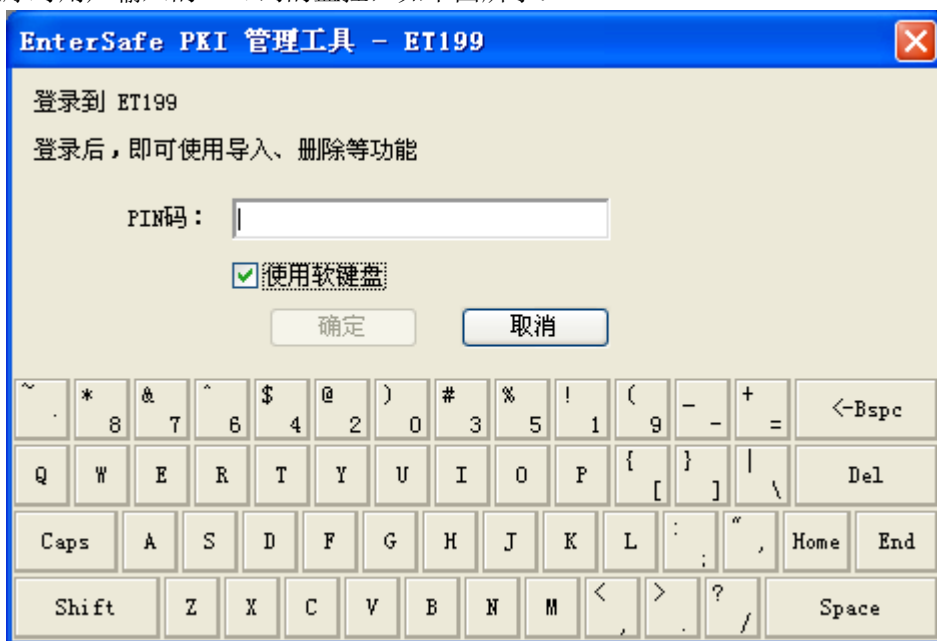 EnterSafe PKI 管理工具 - ET199
登录到 ET199
登录后，即可使用导入、删除等功能
PIN码：
使用软键盘
确定 取消
~ . * 8 & 7 ^ 6 $ 4 @ 2 ) 0 # 3 % 5 ! 1 ( 9 _ - + = <-Bspc
Q W E R T Y U I O P { [ } ] | \ Del
Caps A S D F G H J K L : ; " , Home End
Shift Z X C V B N M < , > . ? / Space